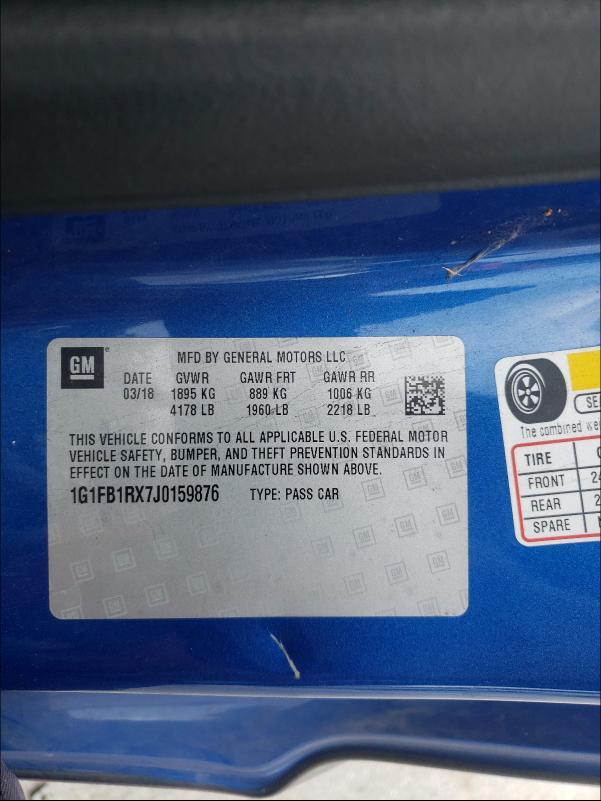 GM
MFD BY GENERAL MOTORS LLC
DATE GVWR GAWR FRT GAWR RR
03/18 1895 KG 889 KG 1006 KG
4178 LB 1960 LB 2218 LB
THIS VEHICLE CONFORMS TO ALL APPLICABLE U.S. FEDERAL MOTOR
VEHICLE SAFETY, BUMPER, AND THEFT PREVENTION STANDARDS IN
EFFECT ON THE DATE OF MANUFACTURE SHOWN ABOVE.
1G1FB1RX7J0159876 TYPE: PASS CAR
The combined
TIRE
FRONT
REAR
SPARE